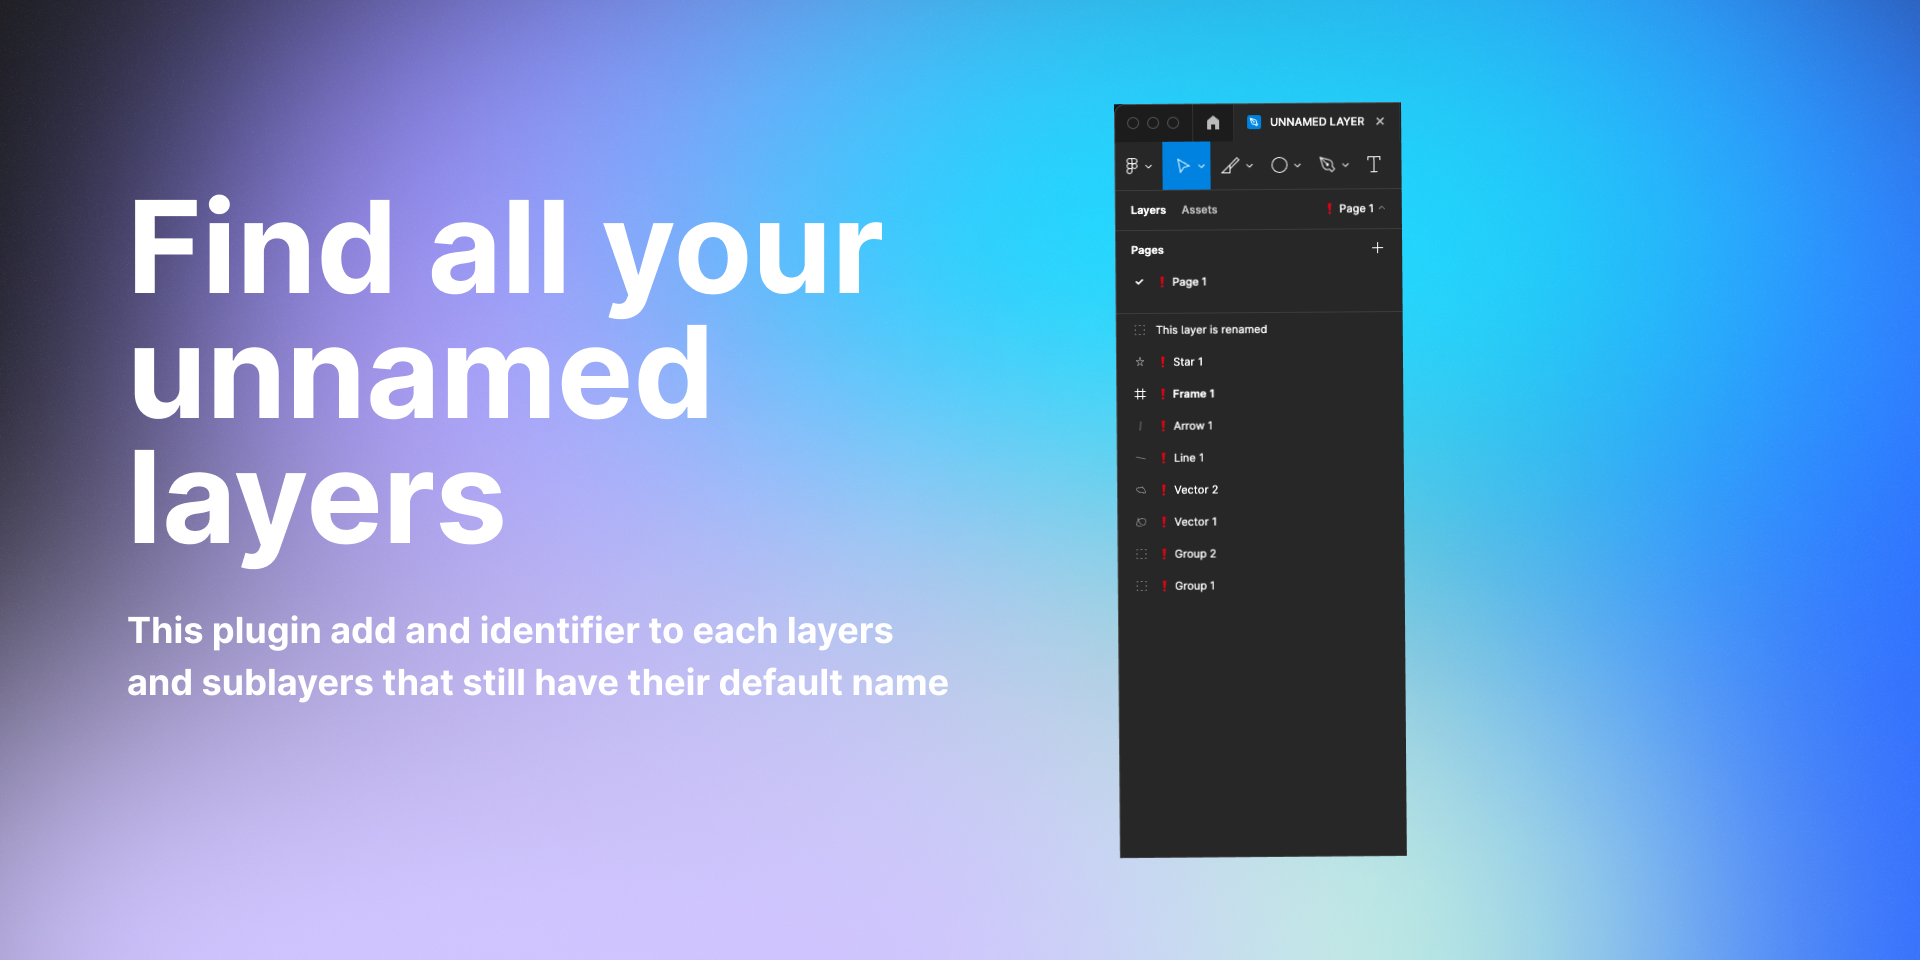 Find all your
unnamed
layers
This plugin add and identifier to each layers
and sublayers that still have their default name
UNNAMED LAYER
Layers Assets ❗ Page 1
Pages
❗ Page 1
This layer is renamed
❗ Star 1
❗ Frame 1
❗ Arrow 1
❗ Line 1
❗ Vector 2
❗ Vector 1
❗ Group 2
❗ Group 1